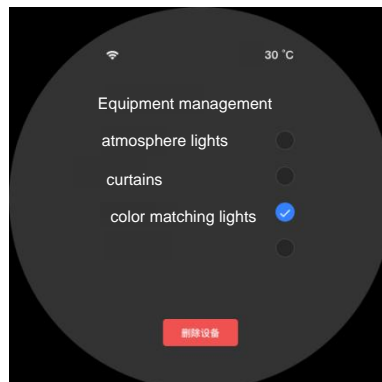 30 °C
Equipment management
atmosphere lights
curtains
color matching lights
删除设备